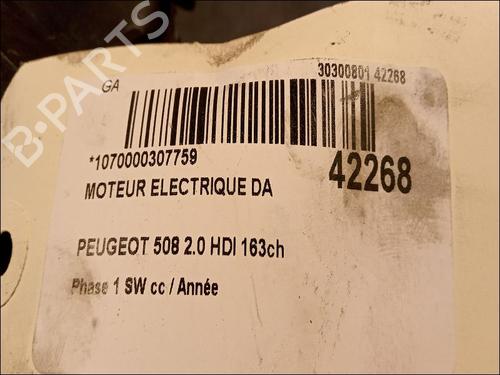 B-PARTS
GA
30300801 42268
*1070000307759
42268
MOTEUR ELECTRIQUE DA
PEUGEOT 508 2.0 HDI 163ch
Phase 1 SW cc / Année